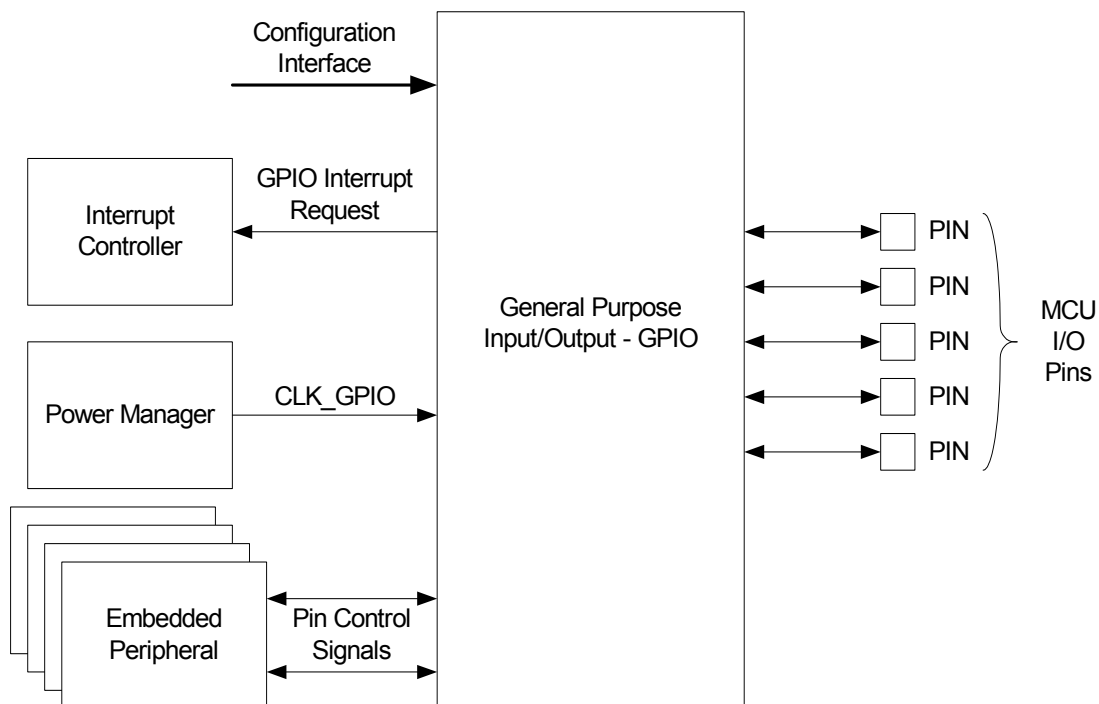 Configuration
Interface
GPIO Interrupt
Request
Interrupt
Controller
General Purpose
Input/Output - GPIO
PIN
PIN
PIN
PIN
PIN
MCU
I/O
Pins
Power Manager
CLK_GPIO
Embedded
Peripheral
Pin Control
Signals